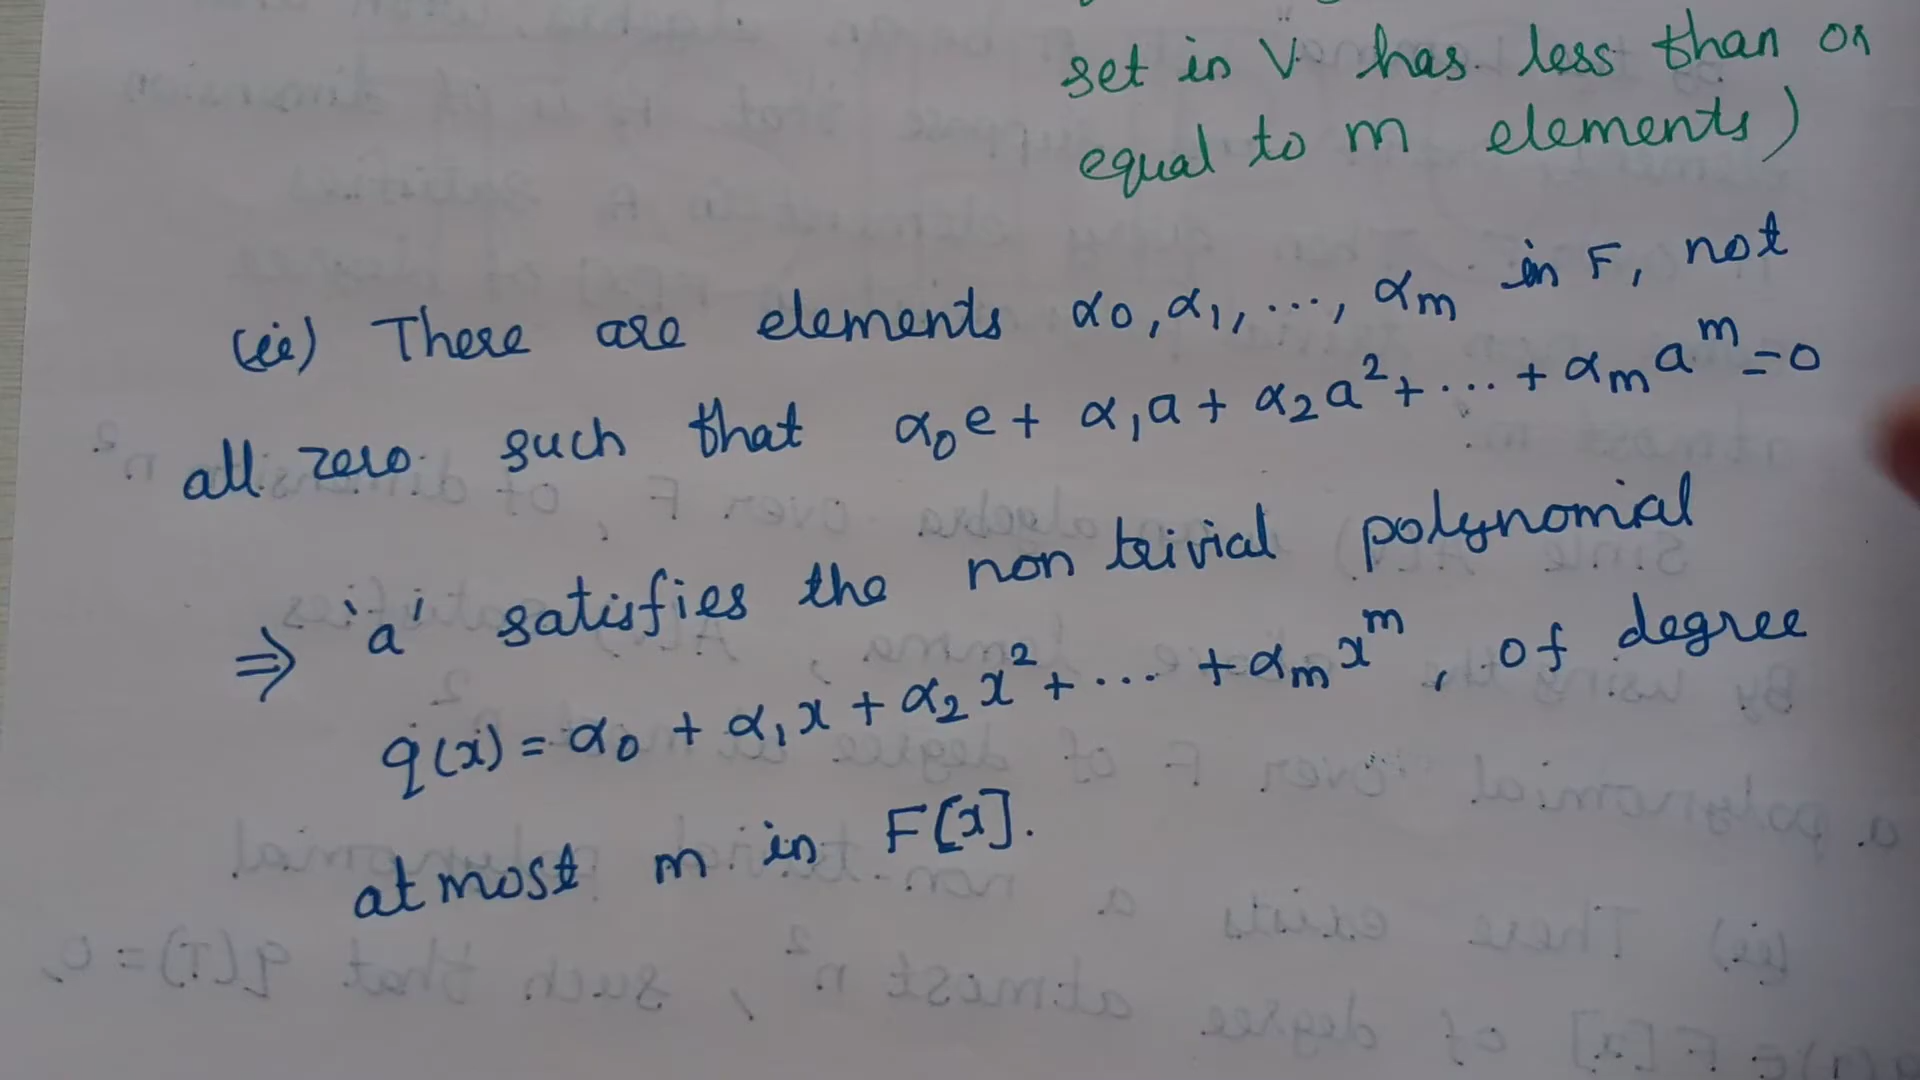 set in V has less than or
equal to m elements)
(ii) There are elements α0, α1, ..., αm in F, not
all zero such that α0e + α1a + α2a² + ... + αmaᵐ = 0
⇒ 'a' satisfies the non trivial polynomial
q(x) = α0 + α1x + α2x² + ... + αmxᵐ, of degree
atmost m in F[x].